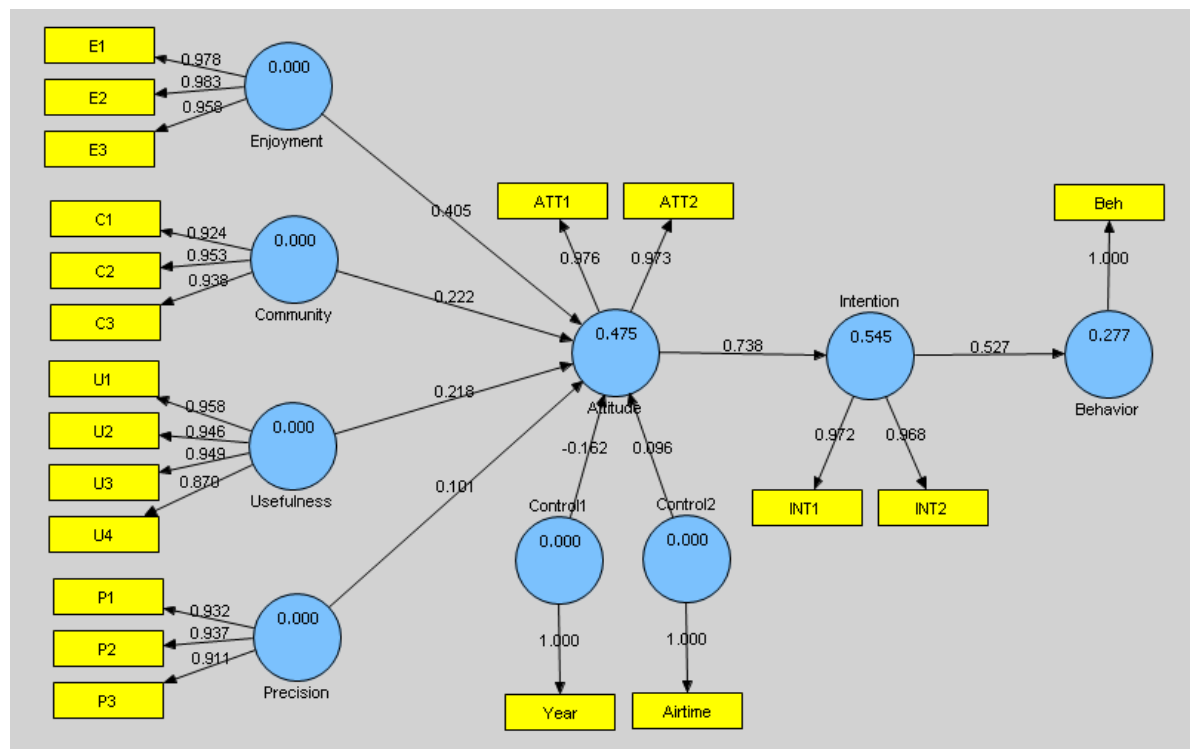 E1
0.978
E2
0.983
E3
0.958
0.000
Enjoyment
0.405
C1
0.924
C2
0.953
C3
0.938
0.000
Community
0.222
U1
0.958
U2
0.946
U3
0.949
U4
0.870
0.000
Usefulness
0.218
P1
0.932
P2
0.937
P3
0.911
0.000
Precision
0.101
ATT1
ATT2
0.976
0.973
0.475
Attitude
-0.162
0.096
Control1
Control2
0.000
0.000
1.000
1.000
Year
Airtime
0.738
Intention
0.545
0.972
0.968
INT1
INT2
0.527
Beh
1.000
0.277
Behavior